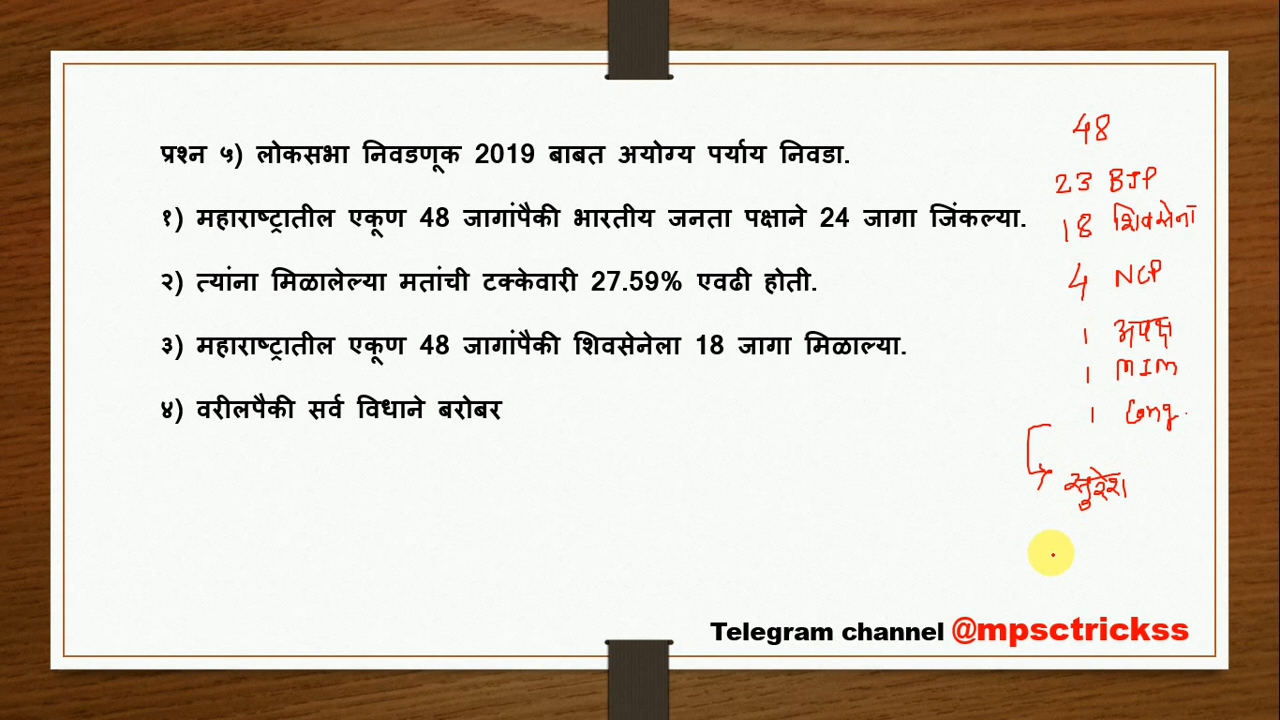 प्रश्न ५) लोकसभा निवडणूक 2019 बाबत अयोग्य पर्याय निवडा.
१) महाराष्ट्रातील एकूण 48 जागांपैकी भारतीय जनता पक्षाने 24 जागा जिंकल्या.
२) त्यांना मिळालेल्या मतांची टक्केवारी 27.59% एवढी होती.
३) महाराष्ट्रातील एकूण 48 जागांपैकी शिवसेनेला 18 जागा मिळाल्या.
४) वरीलपैकी सर्व विधाने बरोबर
48
23 BJP
18 शिवसेना
4 NCP
1 अपक्ष
1 MIM
1 Cong.
सुरेश
Telegram channel @mpsctrickss